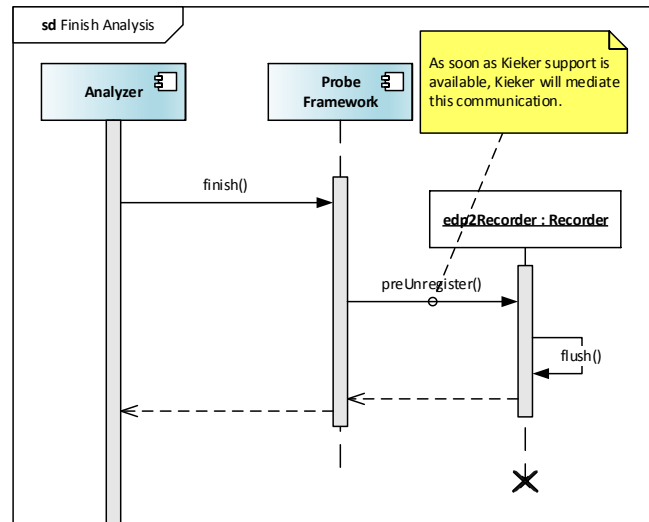 sd Finish Analysis
As soon as Kieker support is
available, Kieker will mediate
this communication.
Analyzer
Probe
Framework
finish()
edp2Recorder : Recorder
preUnregister()
flush()